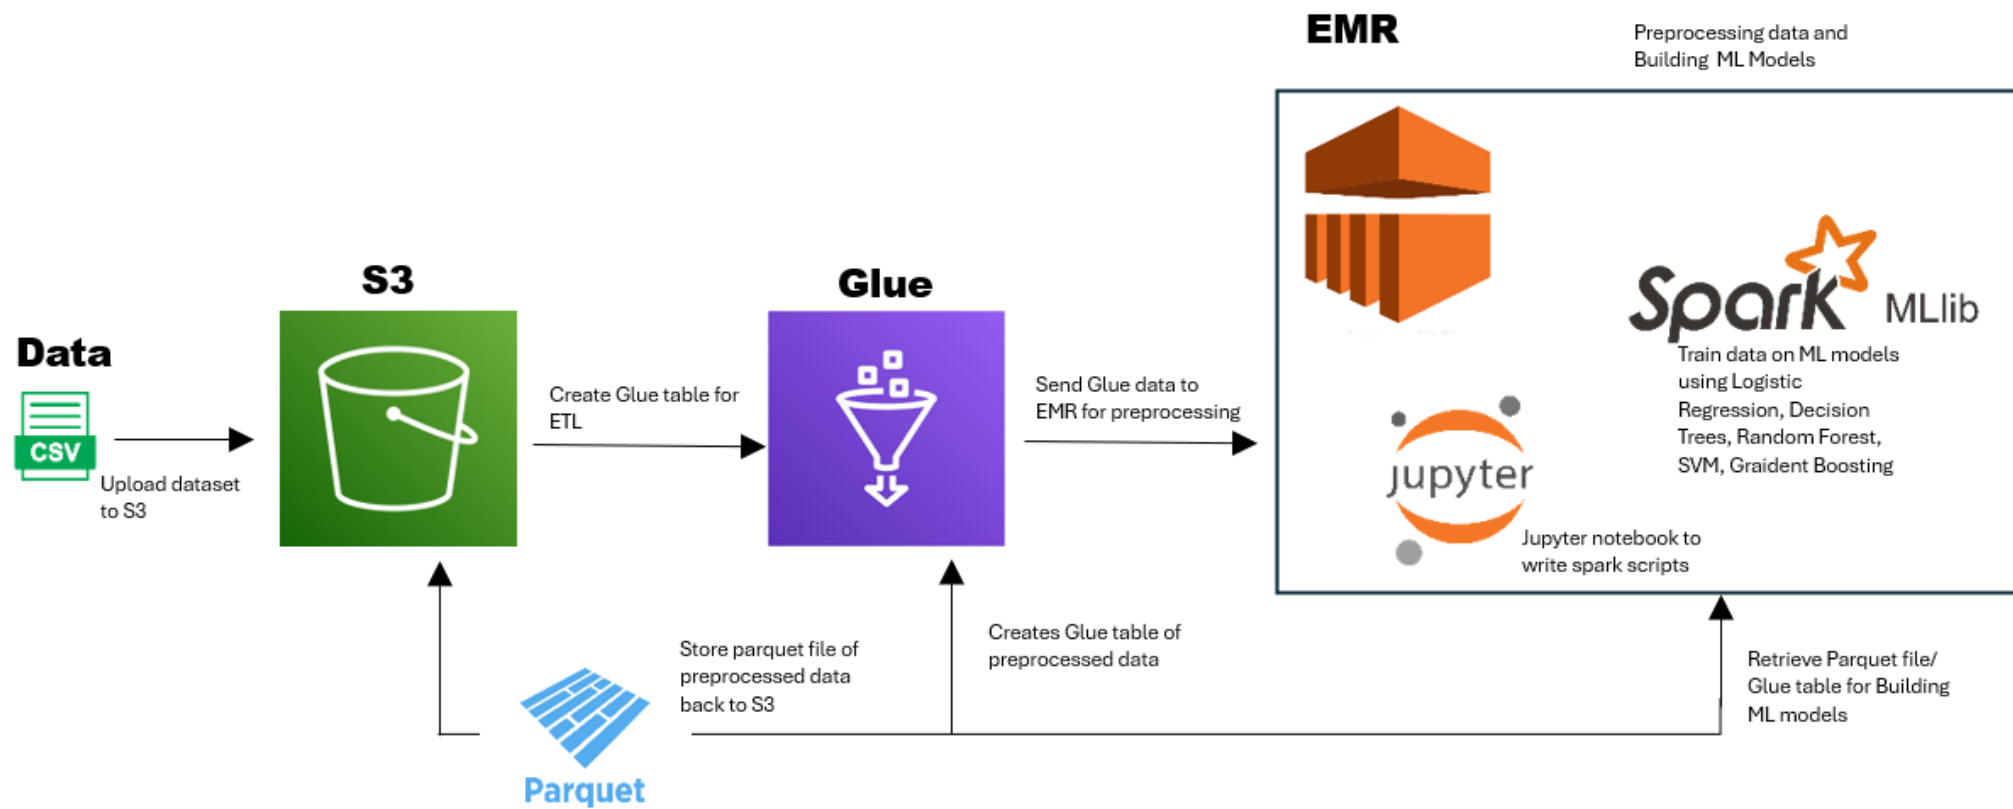 EMR
Preprocessing data and
Building ML Models
S3
Glue
Data
CSV
Upload dataset
to S3
Create Glue table for
ETL
Send Glue data to
EMR for preprocessing
Spark MLlib
Train data on ML models
using Logistic
Regression, Decision
Trees, Random Forest,
SVM, Graident Boosting
jupyter
Jupyter notebook to
write spark scripts
Store parquet file of
preprocessed data
back to S3
Creates Glue table of
preprocessed data
Retrieve Parquet file/
Glue table for Building
ML models
Parquet